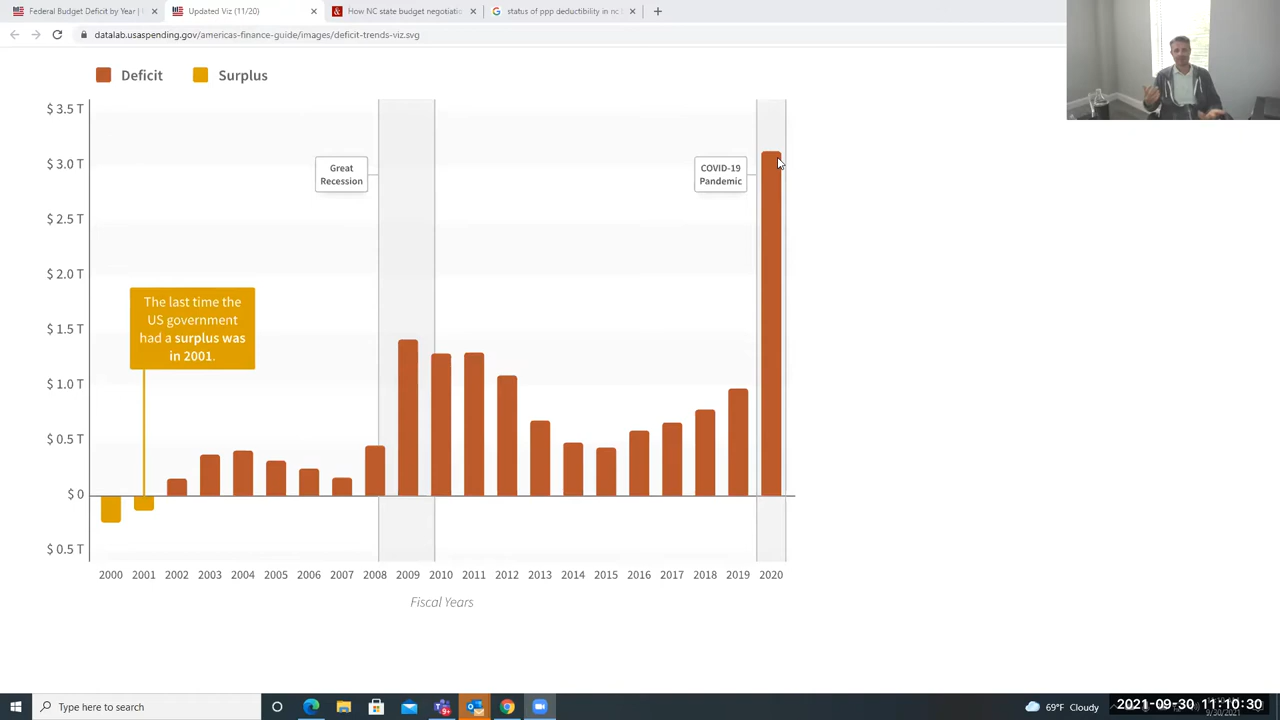 Federal Budget Deficit by Year |
Updated Viz (11/20)
How NC state budget negotiatio
status of ppp deductibility in nc
datalab.usaspending.gov/americas-finance-guide/images/deficit-trends-viz.svg
Deficit
Surplus
$ 3.5 T
$ 3.0 T
$ 2.5 T
$ 2.0 T
$ 1.5 T
$ 1.0 T
$ 0.5 T
$ 0
$ 0.5 T
Great
Recession
COVID-19
Pandemic
The last time the
US government
had a surplus was
in 2001.
2000 2001 2002 2003 2004 2005 2006 2007 2008 2009 2010 2011 2012 2013 2014 2015 2016 2017 2018 2019 2020
Fiscal Years
Type here to search
69°F Cloudy
2021-09-30 11:10:30
9/30/2021